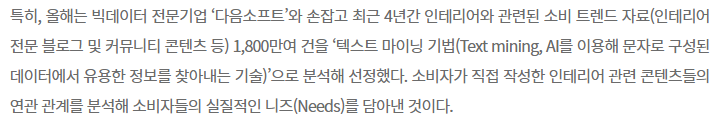 특히, 올해는 빅데이터 전문기업 ‘다음소프트’와 손잡고 최근 4년간 인테리어와 관련된 소비 트렌드 자료(인테리어
전문 블로그 및 커뮤니티 콘텐츠 등) 1,800만여 건을 ‘텍스트 마이닝 기법(Text mining, AI를 이용해 문자로 구성된
데이터에서 유용한 정보를 찾아내는 기술)’으로 분석해 선정했다. 소비자가 직접 작성한 인테리어 관련 콘텐츠들의
연관 관계를 분석해 소비자들의 실질적인 니즈(Needs)를 담아낸 것이다.